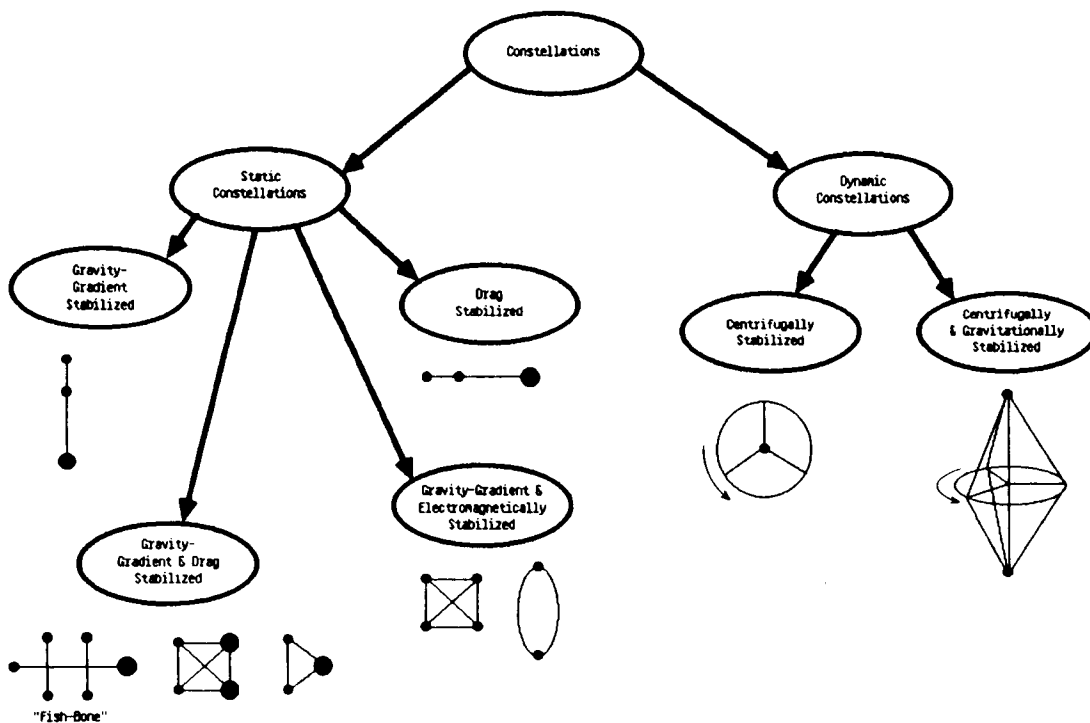 Constellations
Static
Constellations
Dynamic
Constellations
Gravity-
Gradient
Stabilized
Drag
Stabilized
Centrifugally
Stabilized
Centrifugally
& Gravitationally
Stabilized
Gravity-Gradient &
Electromagnetically
Stabilized
Gravity-
Gradient & Drag
Stabilized
"Fish-Bone"